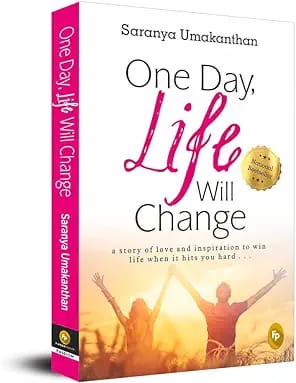 One Day, Life Will Change
Saranya Umakanthan
Saranya Umakanthan
One Day,
Life
Will
Change
National
Bestseller
a story of love and inspiration to win
life when it hits you hard . . .
FP